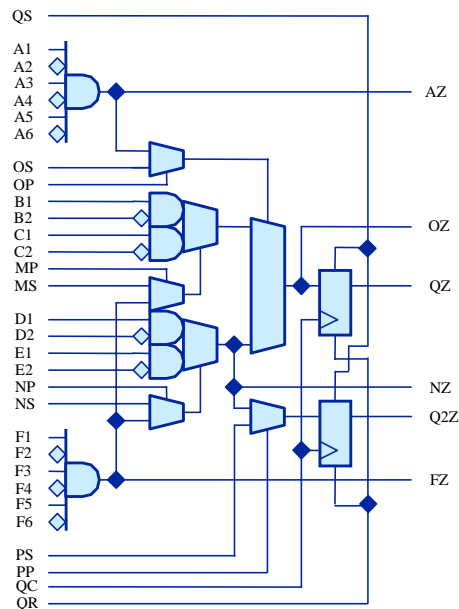 QS
A1
A2
A3
A4
A5
A6
AZ
OS
OP
B1
B2
C1
C2
OZ
MP
MS
QZ
D1
D2
E1
E2
NP
NZ
NS
Q2Z
F1
F2
F3
F4
FZ
F5
F6
PS
PP
QC
QR